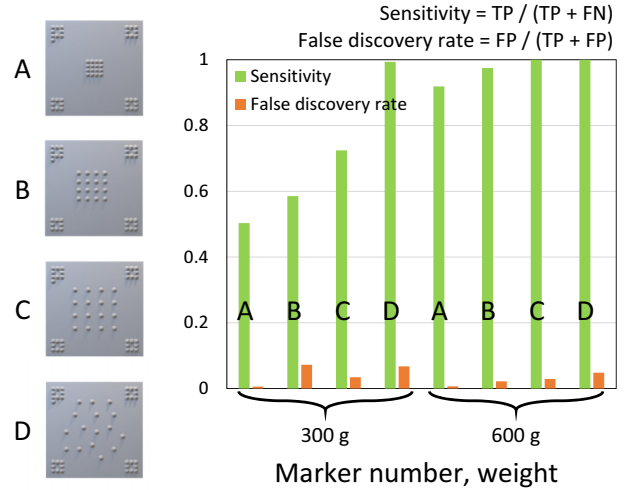 Sensitivity = TP / (TP + FN)
False discovery rate = FP / (TP + FP)
A
B
C
D
1
0.8
0.6
0.4
0.2
0
Sensitivity
False discovery rate
A B C D A B C D
300 g 600 g
Marker number, weight